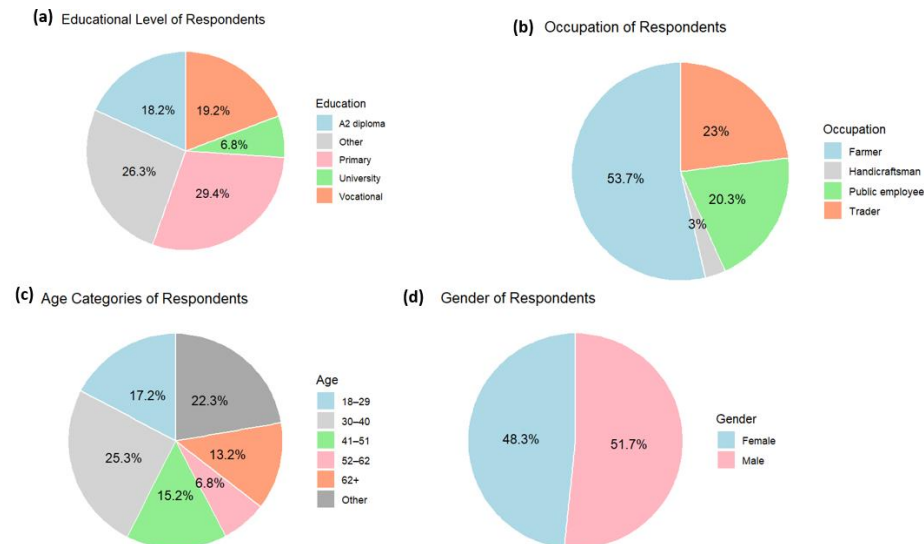 (a) Educational Level of Respondents
18.2%
19.2%
6.8%
26.3%
29.4%
Education
A2 diploma
Other
Primary
University
Vocational
(b) Occupation of Respondents
23%
53.7%
20.3%
3%
Occupation
Farmer
Handicraftsman
Public employee
Trader
(c) Age Categories of Respondents
17.2%
22.3%
25.3%
13.2%
6.8%
15.2%
Age
18–29
30–40
41–51
52–62
62+
Other
(d) Gender of Respondents
48.3%
51.7%
Gender
Female
Male